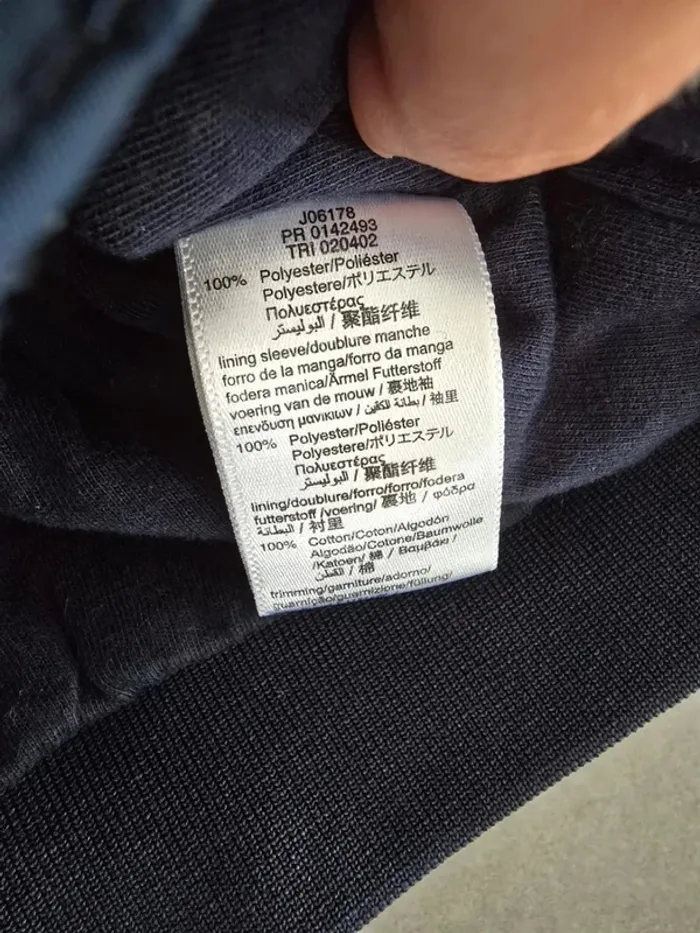 J06178
PR 0142493
TRI 020402
100% Polyester/Poliéster
Polyestere/ポリエステル
Πολυεστέρας
البوليستر / 聚酯纤维
lining sleeve/doublure manche
forro de la manga/forro da manga
fodera manica/Ärmel Futterstoff
voering van de mouw / 裏地袖
επενδυση μανικιων / بطانة الكفين / 袖里
100% Polyester/Poliéster
Polyestere/ポリエステル
Πολυεστέρας
البوليستر / 聚酯纤维
lining/doublure/forro/forro/fodera
futterstoff /voering/ 裏地 / φόδρα
البطانة / 衬里
100% Cotton/Coton/Algodón
Algodão/Cotone/Baumwolle
/Katoen/ 綿 / Βαμβάκι /
القطن / 棉
trimming/garniture/adorno/
guarnição/guarnizione/füllung/